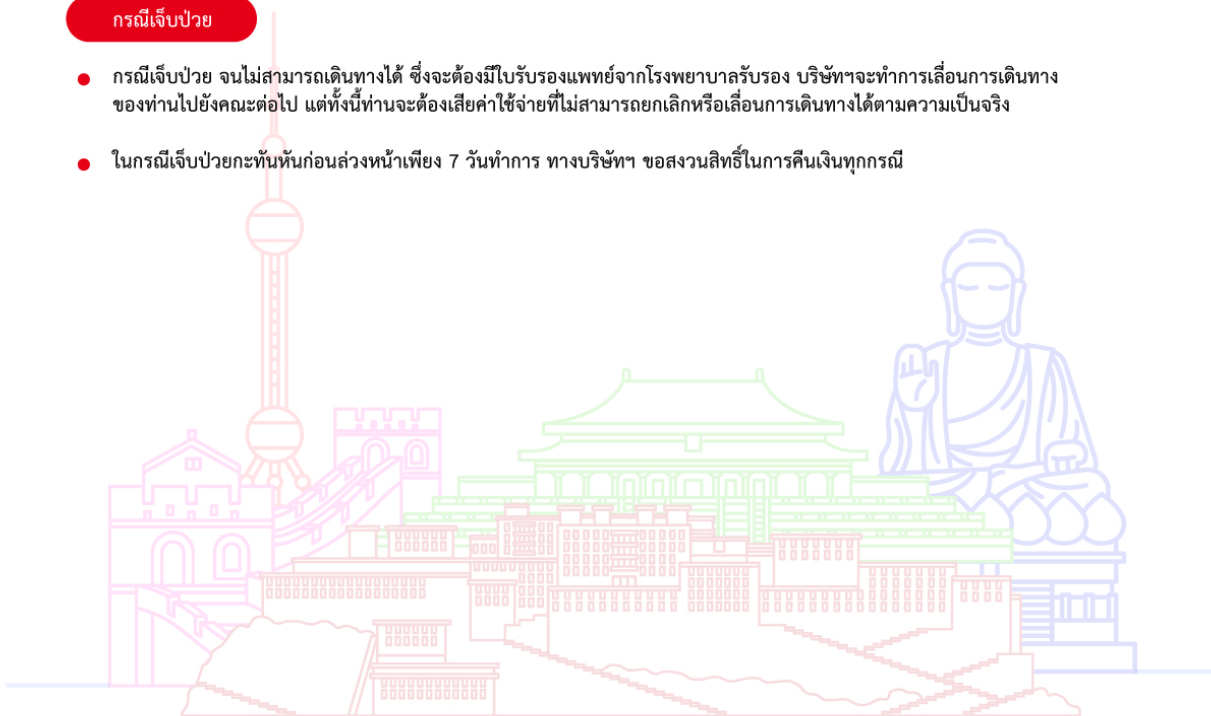 กรณีเจ็บป่วย
กรณีเจ็บป่วย จนไม่สามารถเดินทางได้ ซึ่งจะต้องมีใบรับรองแพทย์จากโรงพยาบาลรับรอง บริษัทฯจะทำการเลื่อนการเดินทาง
ของท่านไปยังคณะต่อไป แต่ทั้งนี้ท่านจะต้องเสียค่าใช้จ่ายที่ไม่สามารถยกเลิกหรือเลื่อนการเดินทางได้ตามความเป็นจริง
ในกรณีเจ็บป่วยกะทันหันก่อนล่วงหน้าเพียง 7 วันทำการ ทางบริษัทฯ ขอสงวนสิทธิ์ในการคืนเงินทุกกรณี